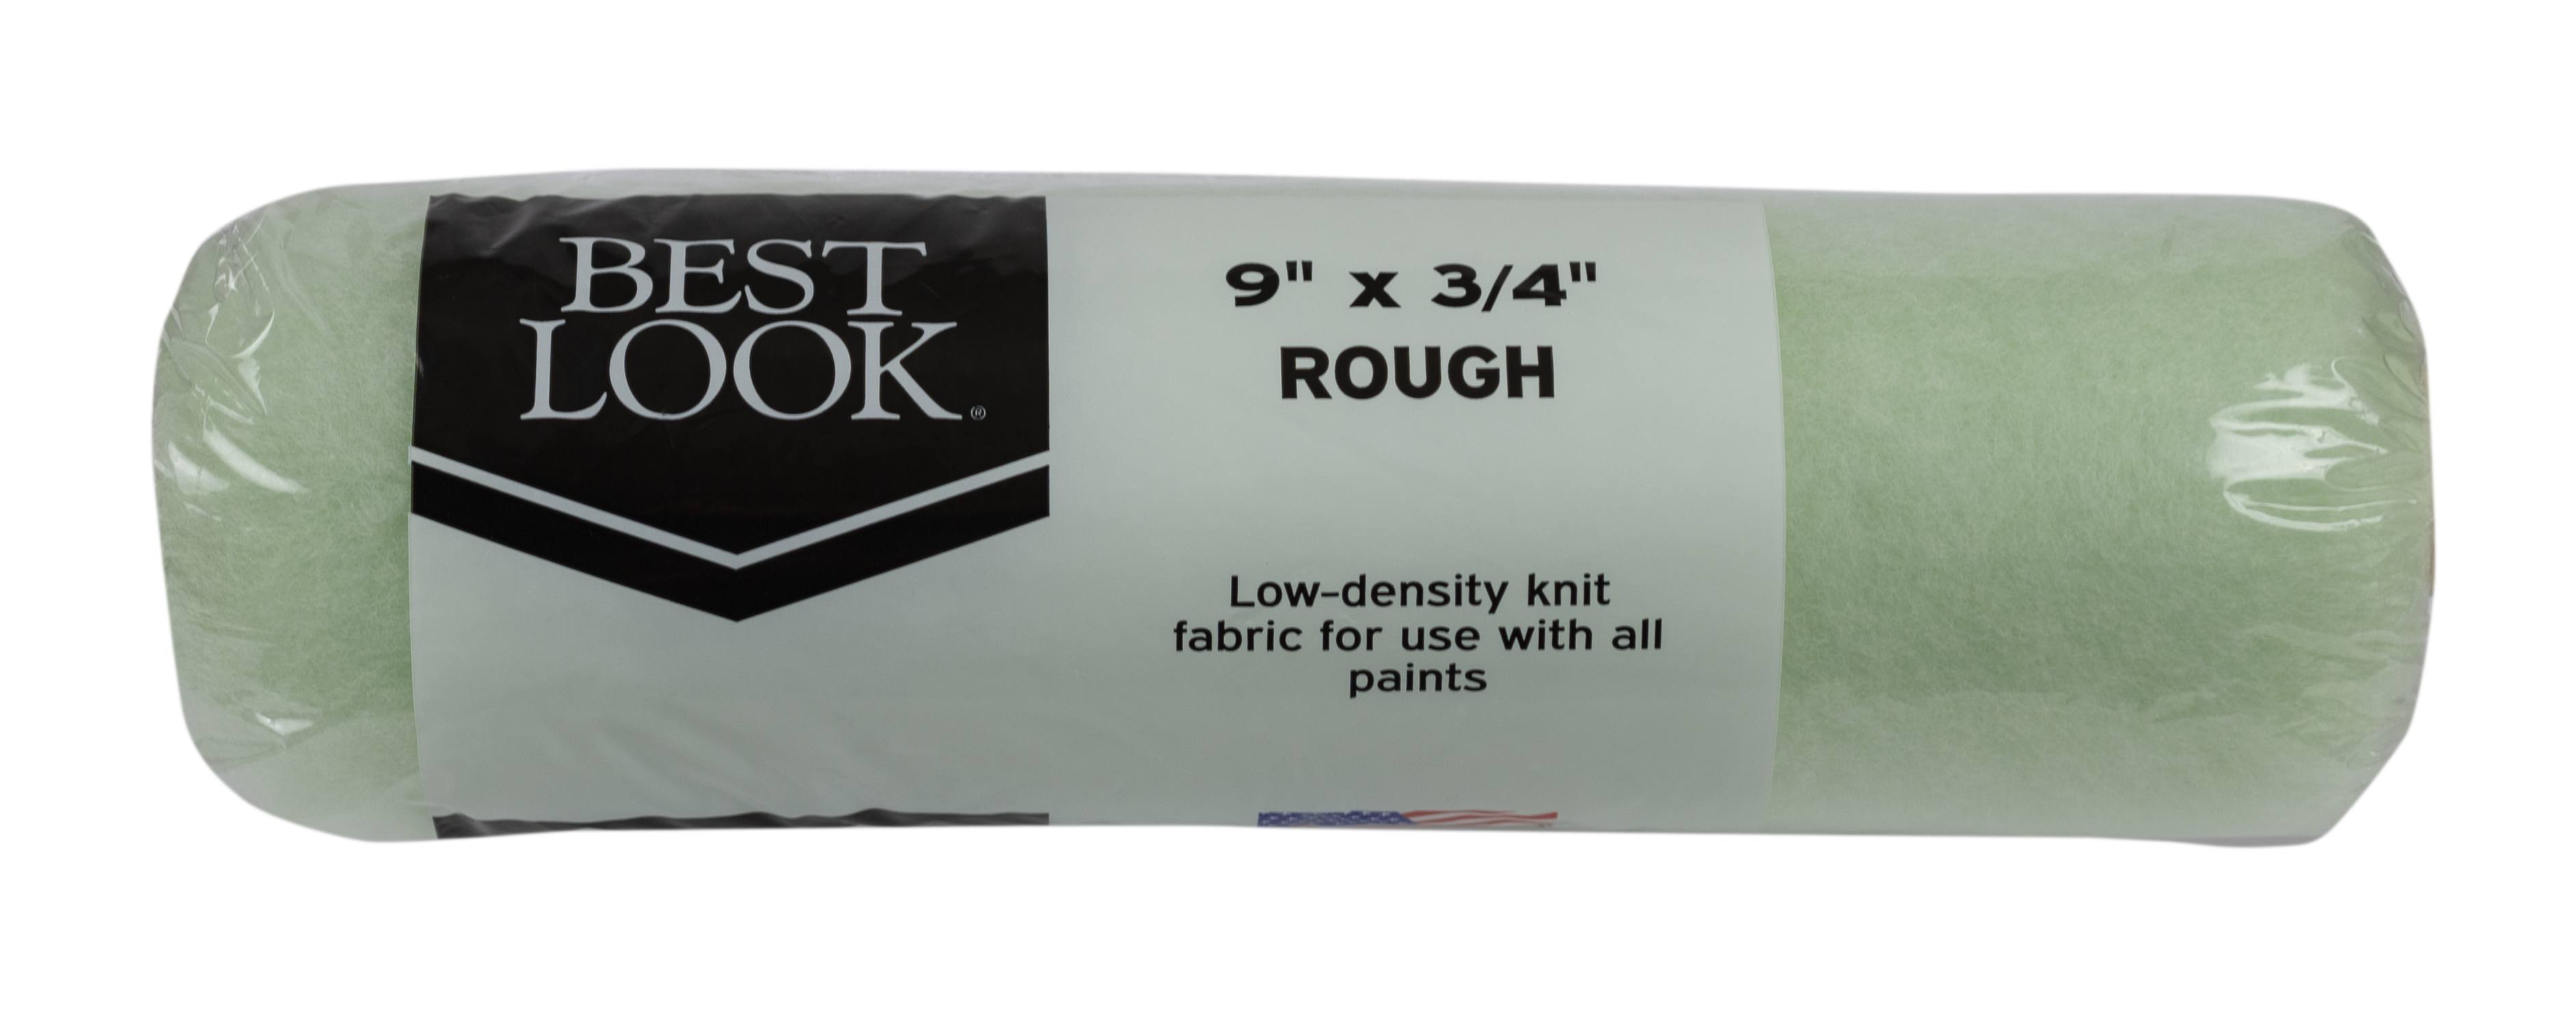 BEST
LOOK®
9" x 3/4"
ROUGH
Low-density knit
fabric for use with all
paints